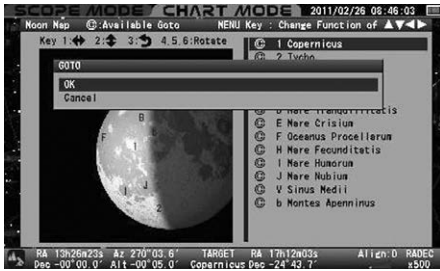 SCOPE MODE CHART MODE 2011/02/26 08:46:03
Moon Map ©:Available Goto MENU Key : Change Function of ▲▼◀▶
Key 1: 2: 3: 4,5,6:Rotate
© 1 Copernicus
© 2 Tycho
GOTO
OK
Cancel
D Mare Tranquillitatis
© E Mare Crisium
© F Oceanus Procellarum
© H Mare Fecunditatis
© I Mare Humorum
© J Mare Nubium
© V Sinus Medii
© b Montes Apenninus
B
F
1
I
J
2
RA 13h26m23s Az 270°03.6' TARGET RA 17h12m03s Align:0 RADEC
Dec -00°00.0' Alt -00°05.0' Copernicus Dec -24°43.7' x500